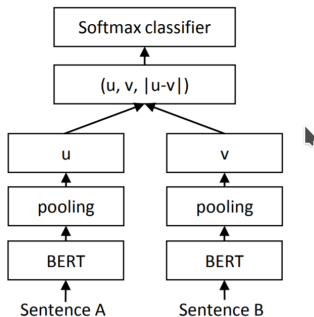 Softmax classifier
(u, v, |u-v|)
u
v
pooling
pooling
BERT
BERT
Sentence A
Sentence B